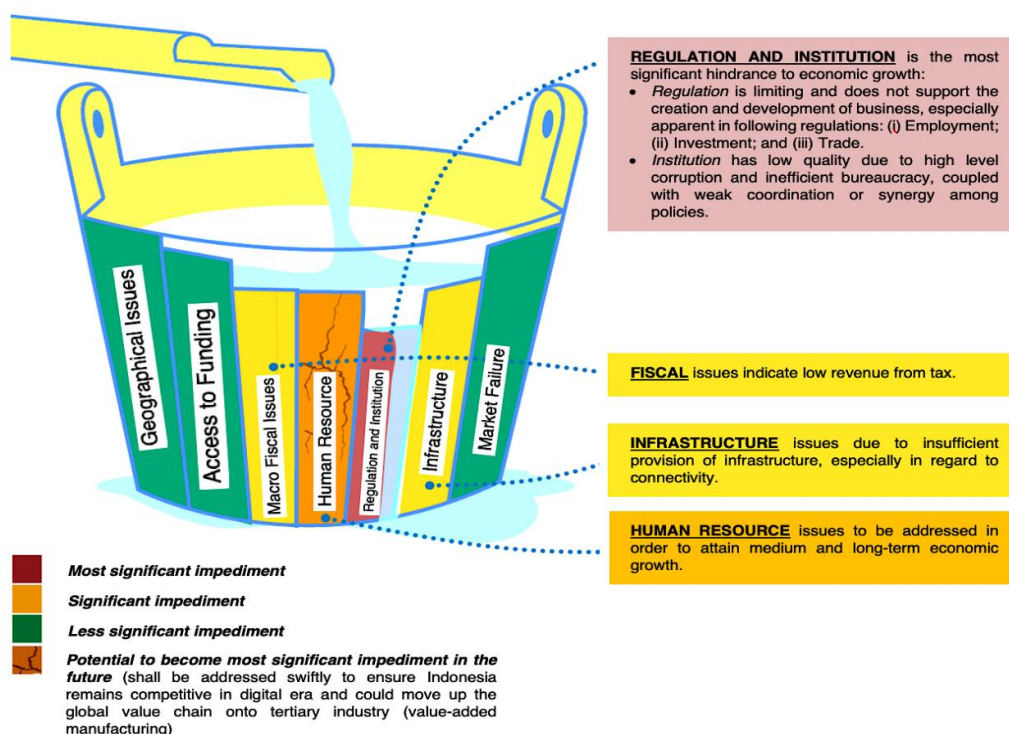 REGULATION AND INSTITUTION is the most
significant hindrance to economic growth:
• Regulation is limiting and does not support the
creation and development of business, especially
apparent in following regulations: (i) Employment;
(ii) Investment; and (iii) Trade.
• Institution has low quality due to high level
corruption and inefficient bureaucracy, coupled
with weak coordination or synergy among
policies.
Geographical Issues
Access to Funding
Macro Fiscal Issues
Human Resource
Regulation and Institution
Infrastructure
Market Failure
FISCAL issues indicate low revenue from tax.
INFRASTRUCTURE issues due to insufficient
provision of infrastructure, especially in regard to
connectivity.
HUMAN RESOURCE issues to be addressed in
order to attain medium and long-term economic
growth.
Most significant impediment
Significant impediment
Less significant impediment
Potential to become most significant impediment in the
future (shall be addressed swiftly to ensure Indonesia
remains competitive in digital era and could move up the
global value chain onto tertiary industry (value-added
manufacturing)